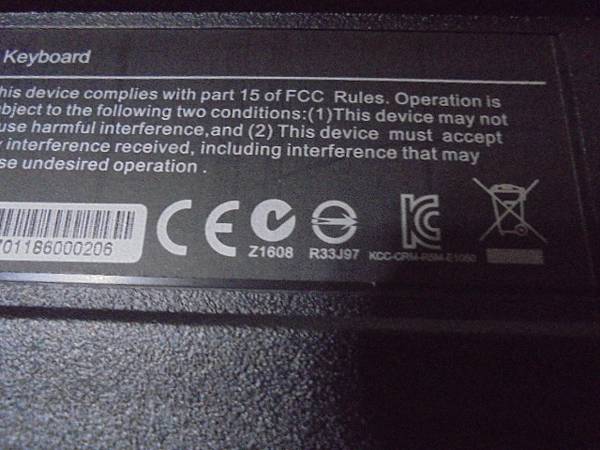 Keyboard
his device complies with part 15 of FCC Rules. Operation is
bject to the following two conditions:(1)This device may not
use harmful interference,and (2) This device must accept
y interference received, including interference that may
se undesired operation .
701186000206
CE
Z1608 R33J97